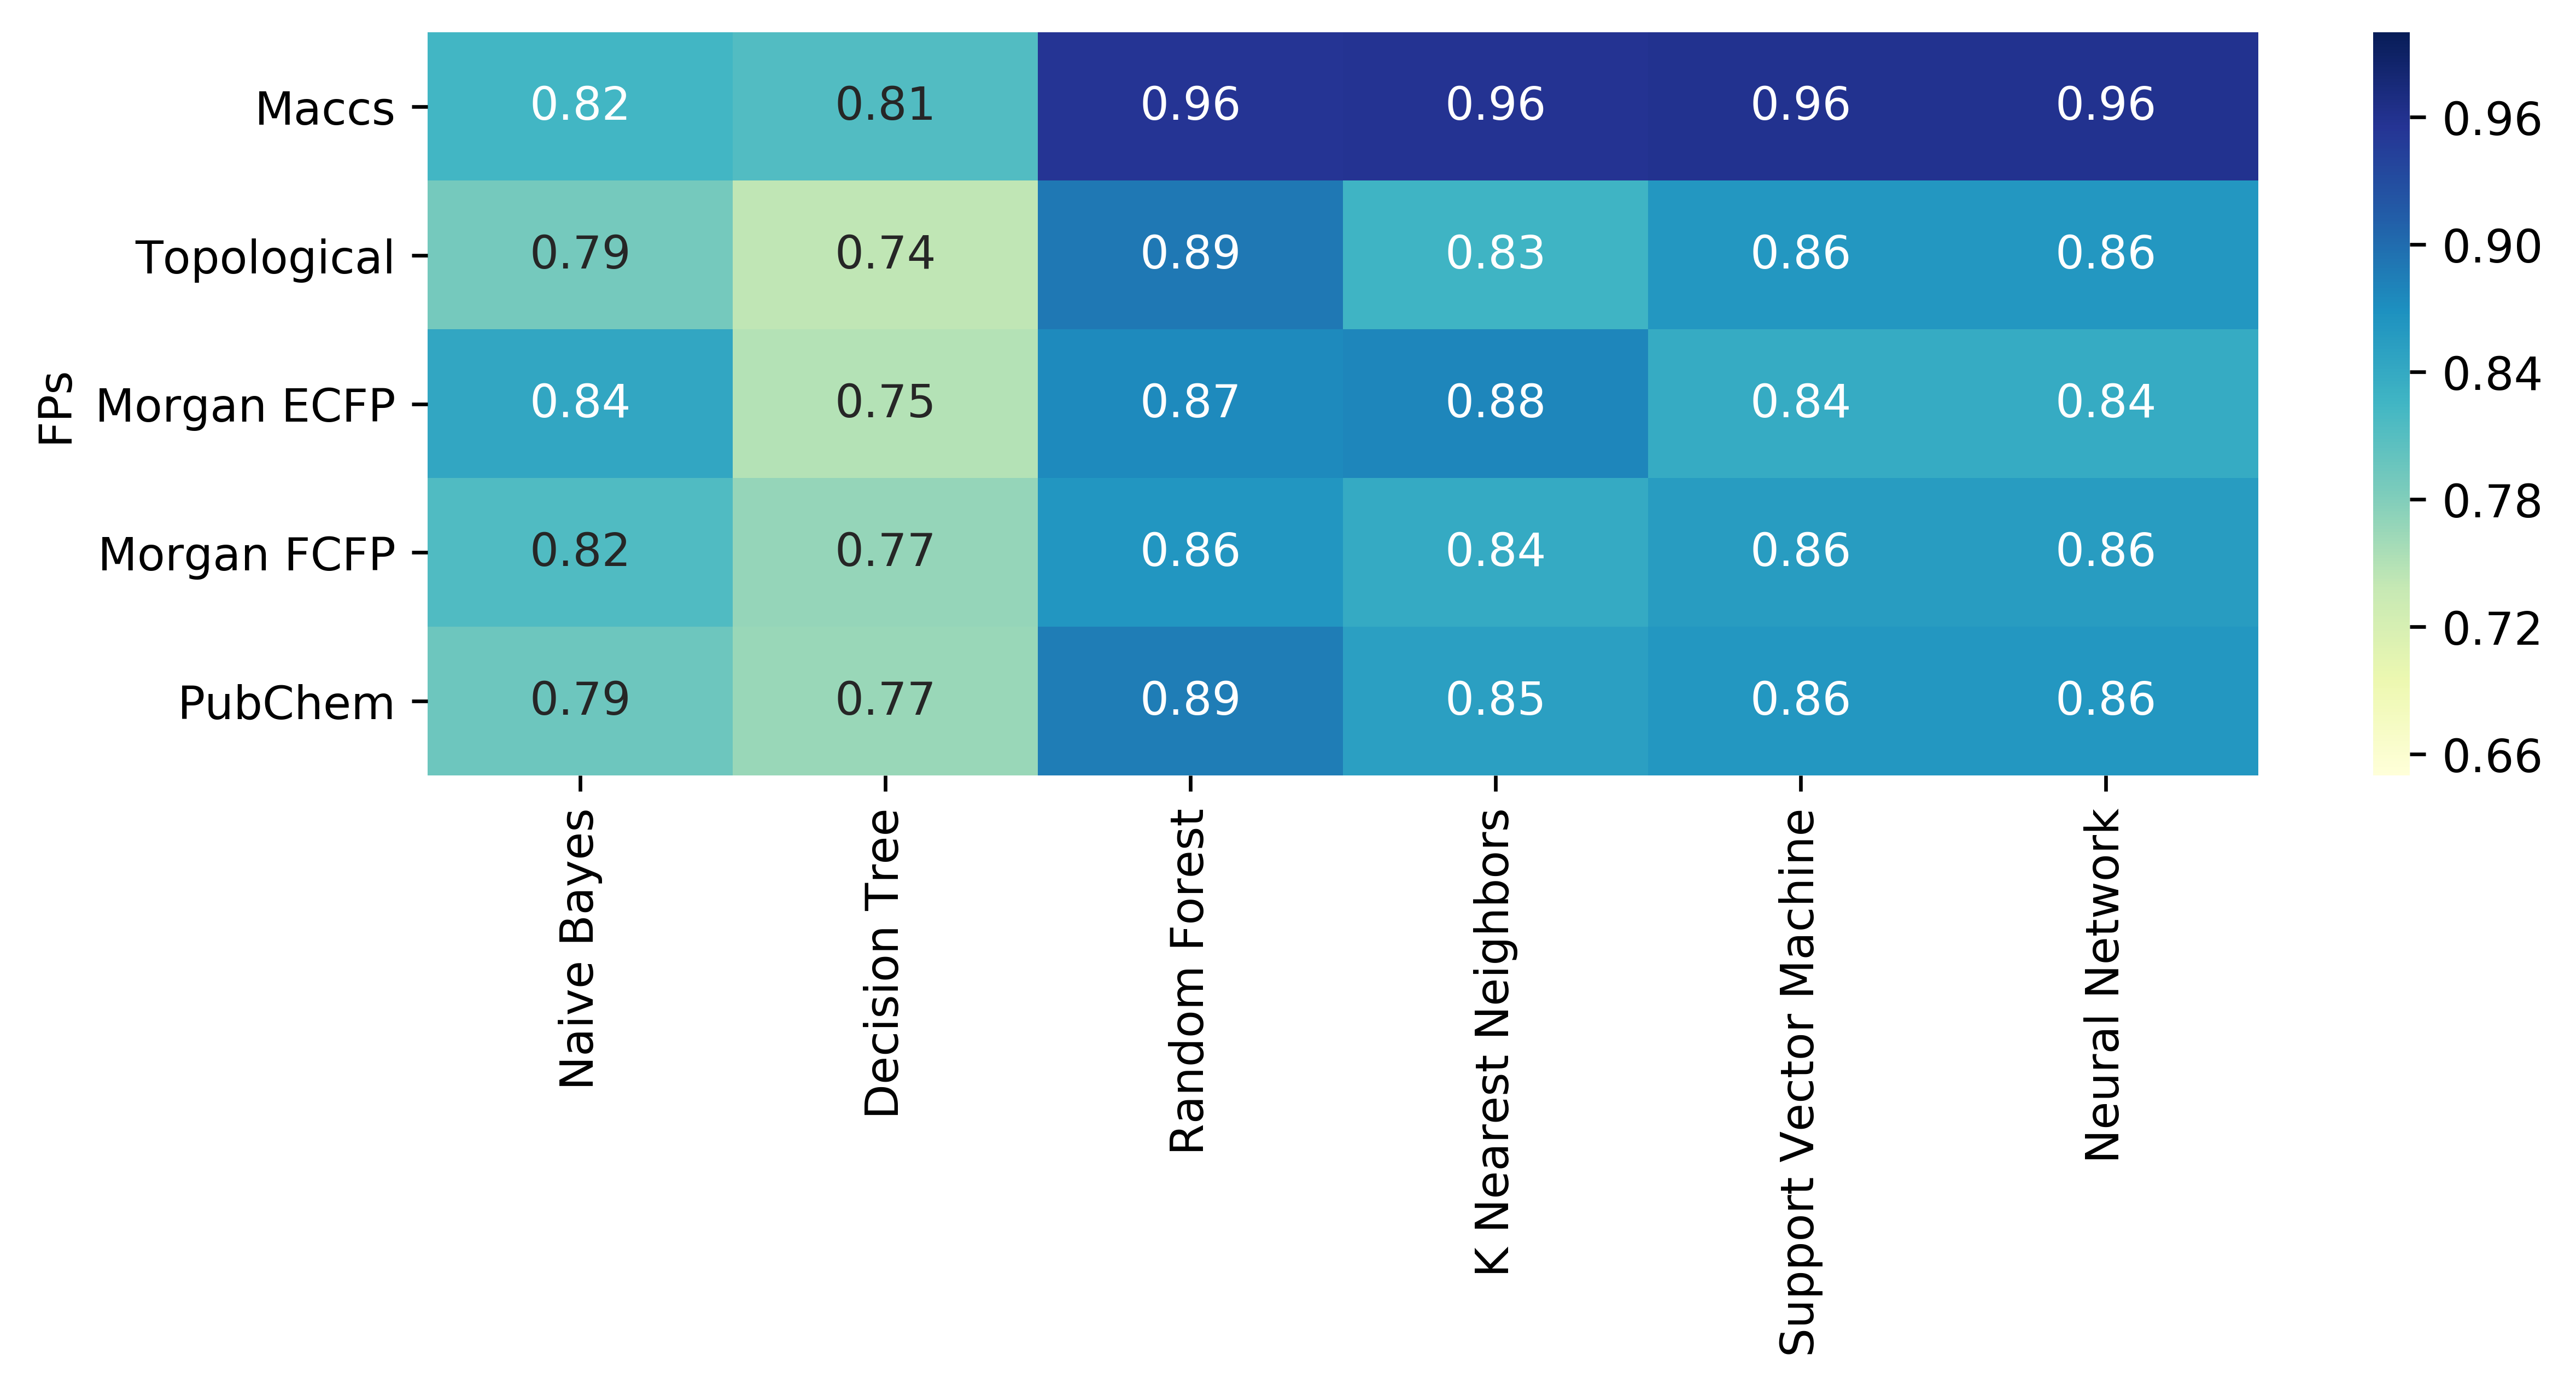 FPs
Maccs 0.82 0.81 0.96 0.96 0.96 0.96
Topological 0.79 0.74 0.89 0.83 0.86 0.86
Morgan ECFP 0.84 0.75 0.87 0.88 0.84 0.84
Morgan FCFP 0.82 0.77 0.86 0.84 0.86 0.86
PubChem 0.79 0.77 0.89 0.85 0.86 0.86
Naive Bayes
Decision Tree
Random Forest
K Nearest Neighbors
Support Vector Machine
Neural Network
0.96
0.90
0.84
0.78
0.72
0.66